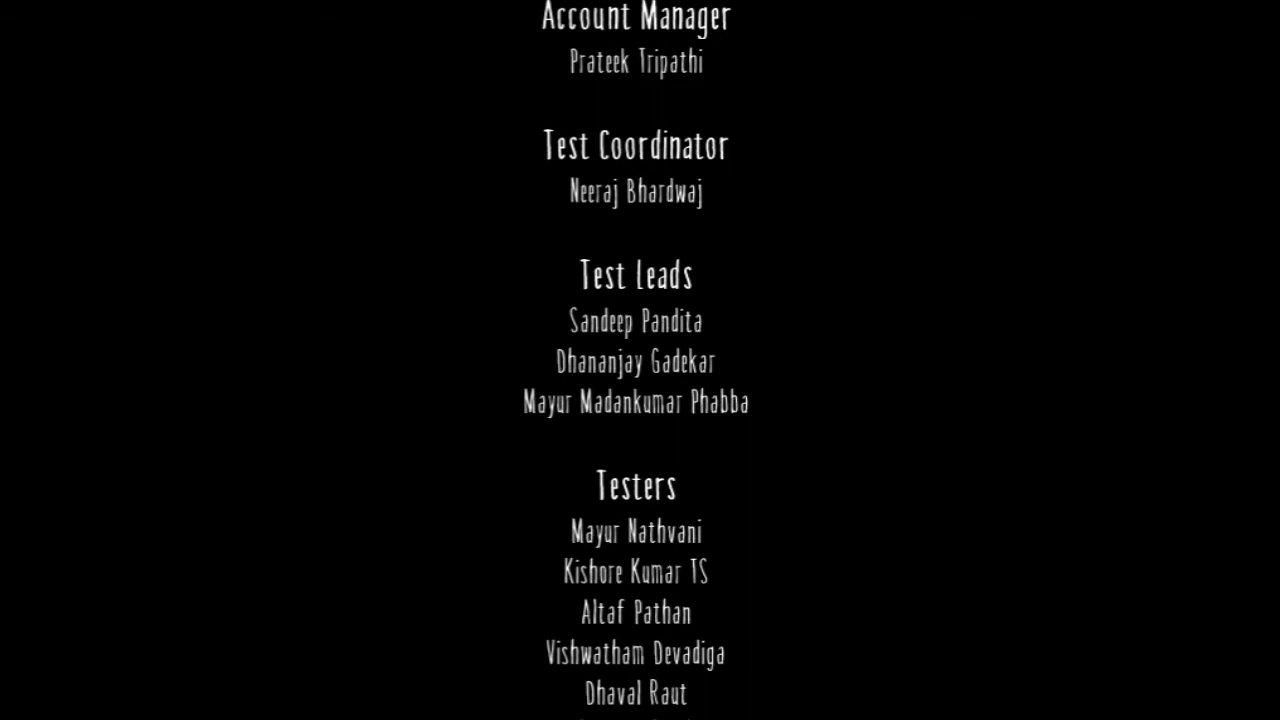 Account Manager
Prateek Tripathi
Test Coordinator
Neeraj Bhardwaj
Test Leads
Sandeep Pandita
Dhananjay Gadekar
Mayur Madankumar Phabba
Testers
Mayur Nathvani
Kishore Kumar TS
Altaf Pathan
Vishwatham Devadiga
Dhaval Raut